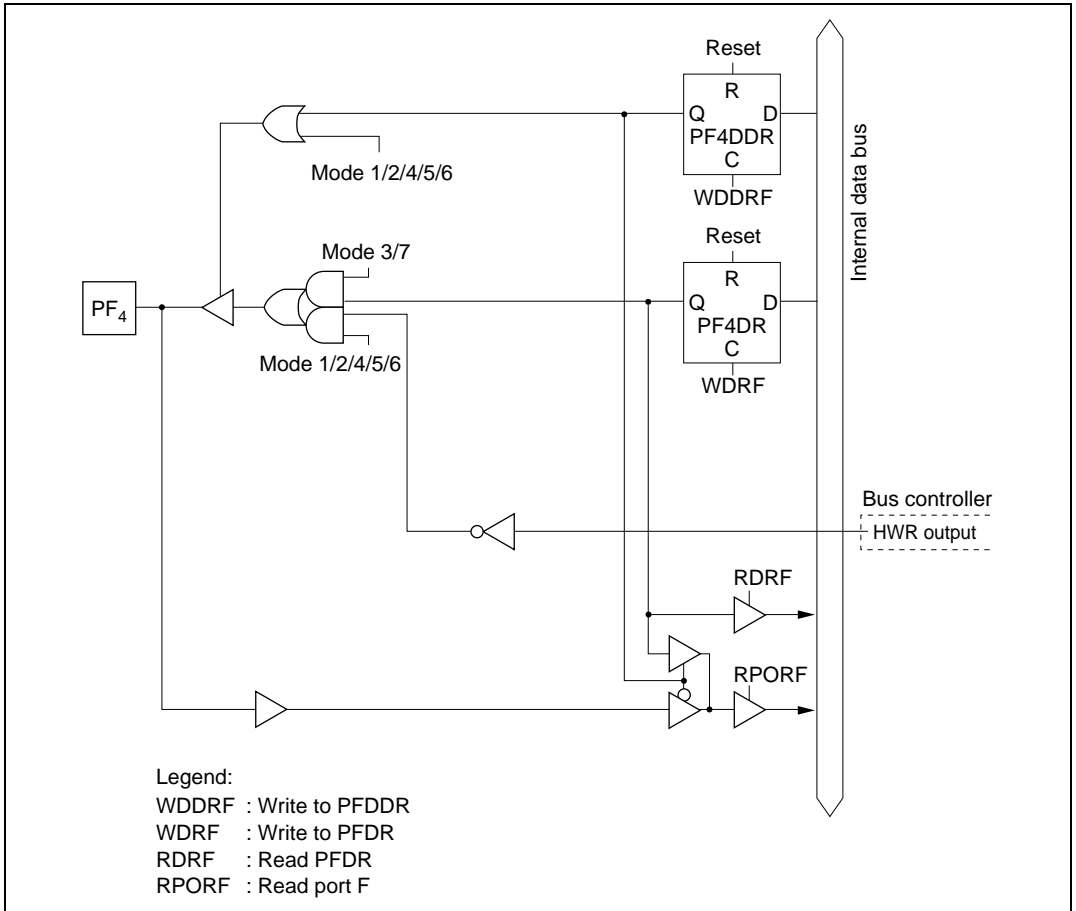 Reset
R
Q D
PF4DDR
C
WDDRF
Mode 1/2/4/5/6
Internal data bus
Reset
Mode 3/7
R
Q D
PF4DR
C
WDRF
PF4
Mode 1/2/4/5/6
Bus controller
HWR output
RDRF
RPORF
Legend:
WDDRF : Write to PFDDR
WDRF : Write to PFDR
RDRF : Read PFDR
RPORF : Read port F